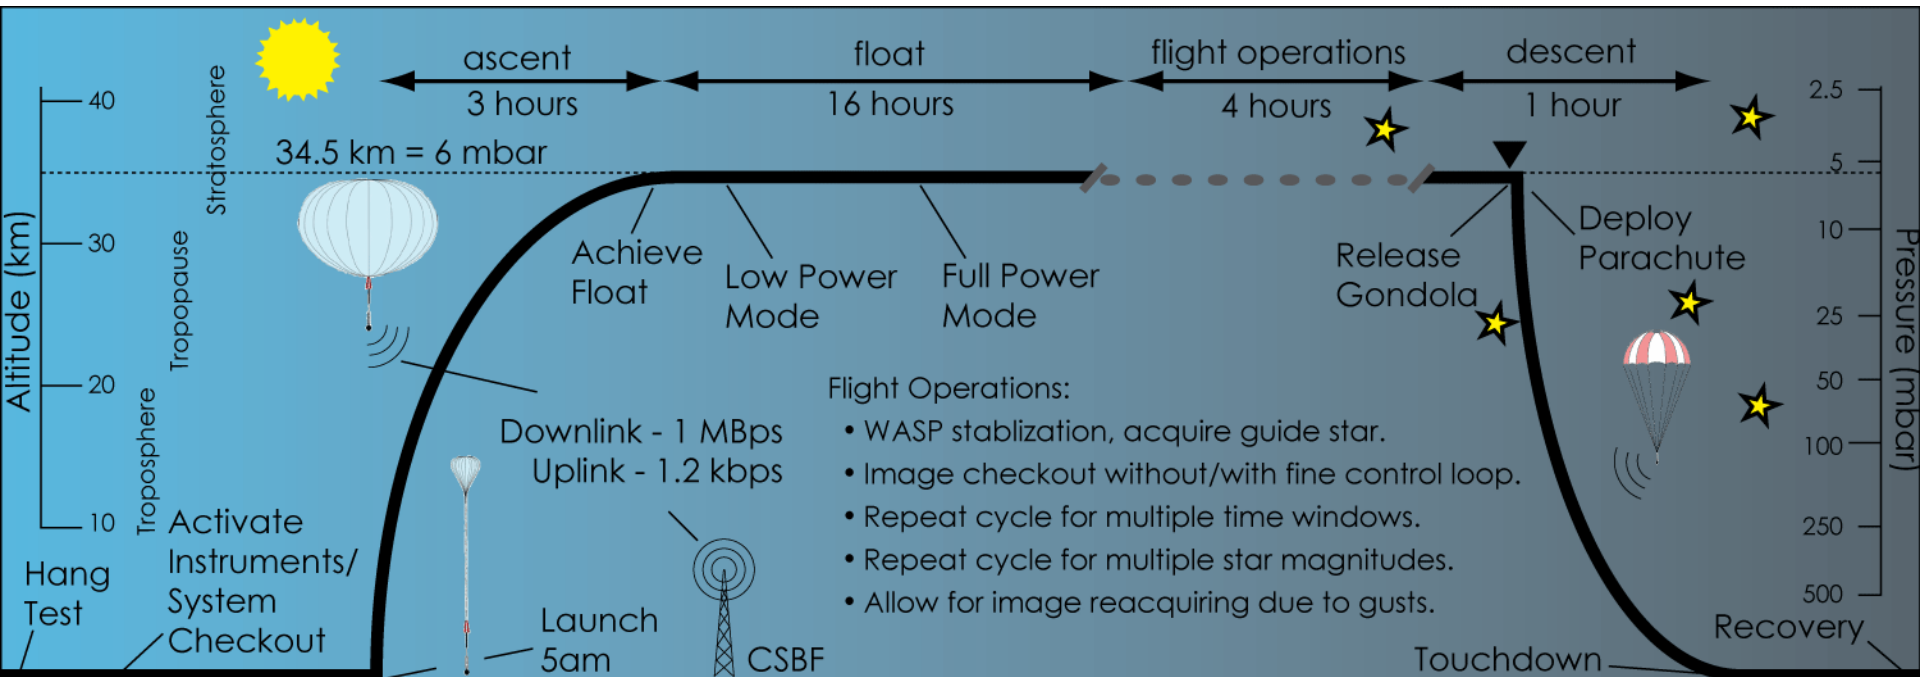 ascent
3 hours
float
16 hours
flight operations
4 hours
descent
1 hour
34.5 km = 6 mbar
Altitude (km)
40
30
20
10
Stratosphere
Tropopause
Troposphere
Hang
Test
Activate
Instruments/
System
Checkout
Launch
5am
CSBF
Downlink - 1 MBps
Uplink - 1.2 kbps
Achieve
Float
Low Power
Mode
Full Power
Mode
Flight Operations:
• WASP stablization, acquire guide star.
• Image checkout without/with fine control loop.
• Repeat cycle for multiple time windows.
• Repeat cycle for multiple star magnitudes.
• Allow for image reacquiring due to gusts.
Release
Gondola
Deploy
Parachute
Touchdown
Recovery
Pressure (mbar)
2.5
5
10
25
50
100
250
500